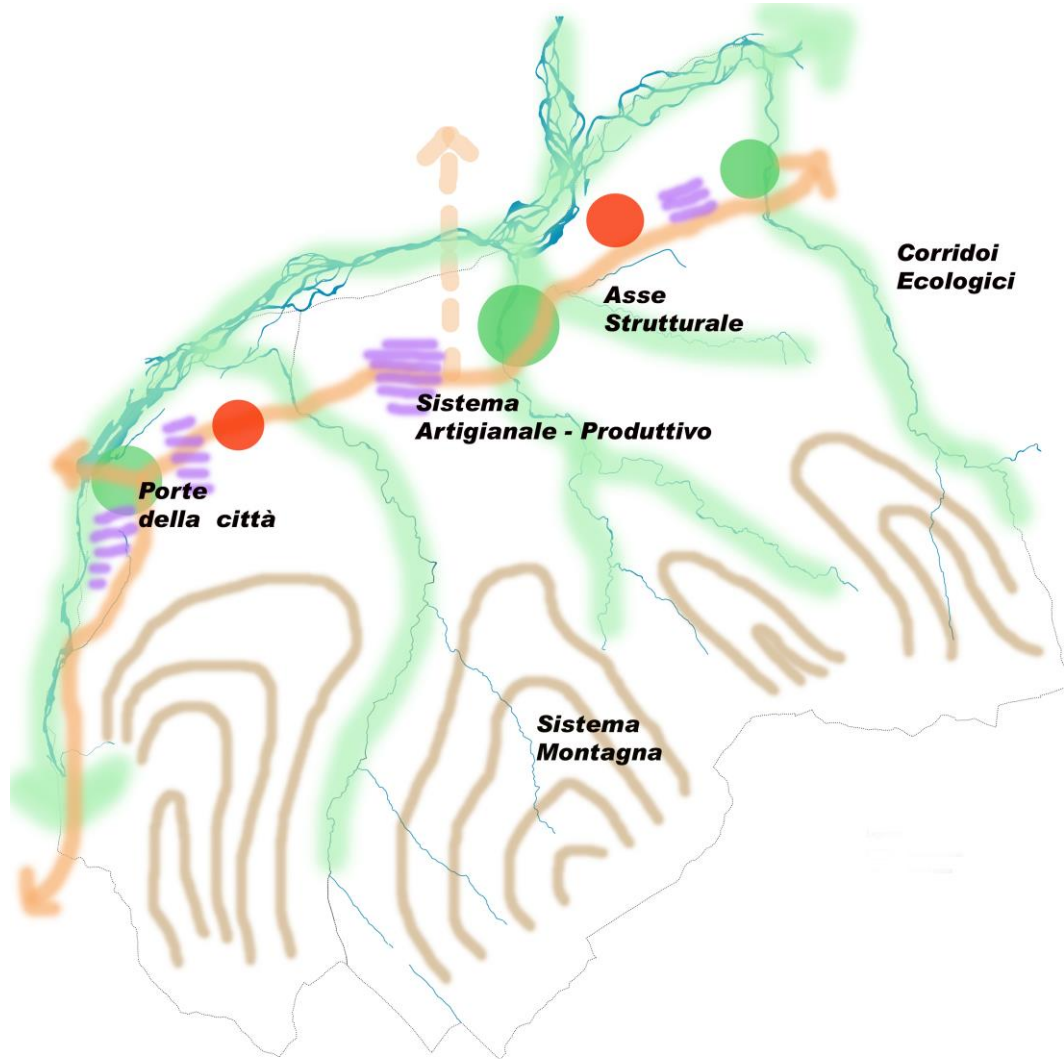 Corridoi
Ecologici
Asse
Strutturale
Sistema
Artigianale - Produttivo
Porte
della città
Sistema
Montagna